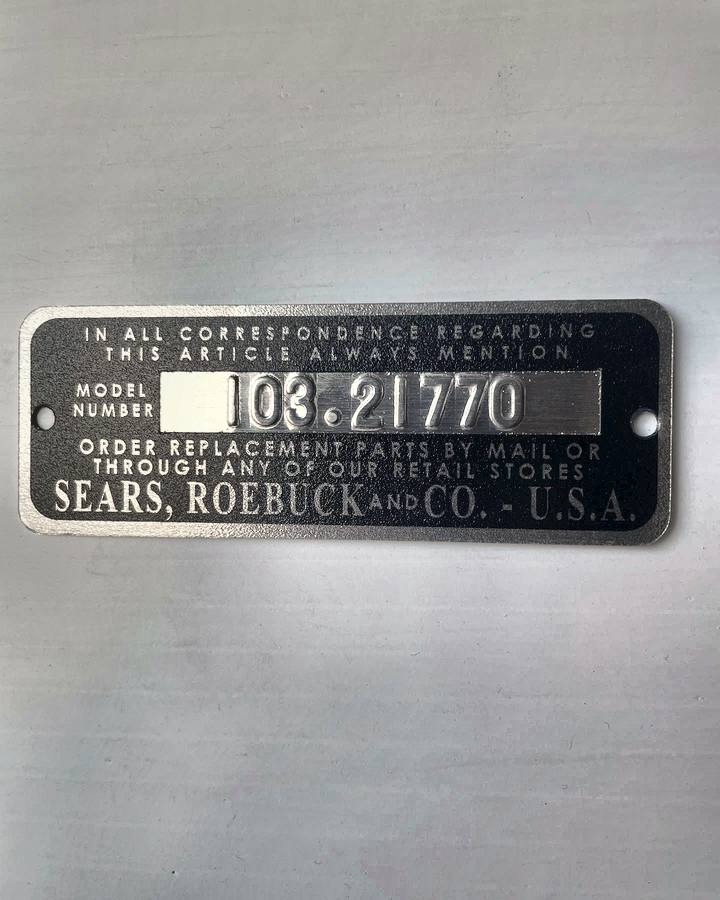 IN ALL CORRESPONDENCE REGARDING
THIS ARTICLE ALWAYS MENTION
MODEL NUMBER 103.21770
ORDER REPLACEMENT PARTS BY MAIL OR
THROUGH ANY OF OUR RETAIL STORES
SEARS, ROEBUCK AND CO. - U.S.A.